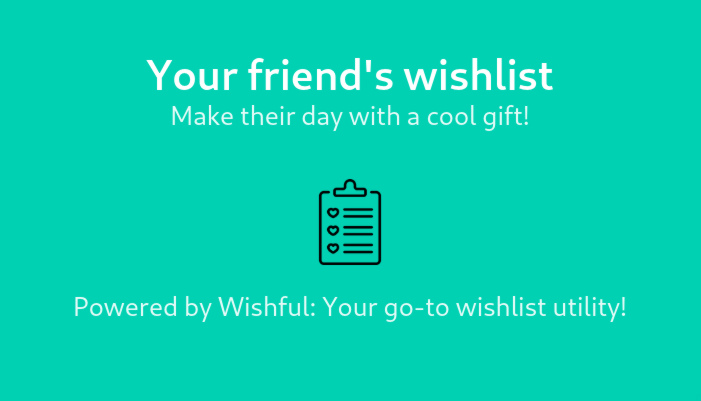 Your friend's wishlist
Make their day with a cool gift!
Powered by Wishful: Your go-to wishlist utility!